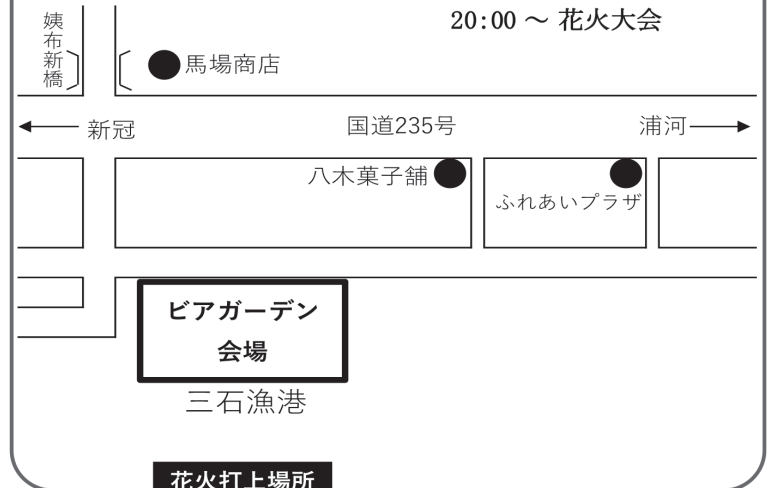 20:00 〜 花火大会
姨布新橋
馬場商店
新冠
国道235号
浦河
八木菓子舗
ふれあいプラザ
ビアガーデン
会場
三石漁港
花火打上場所